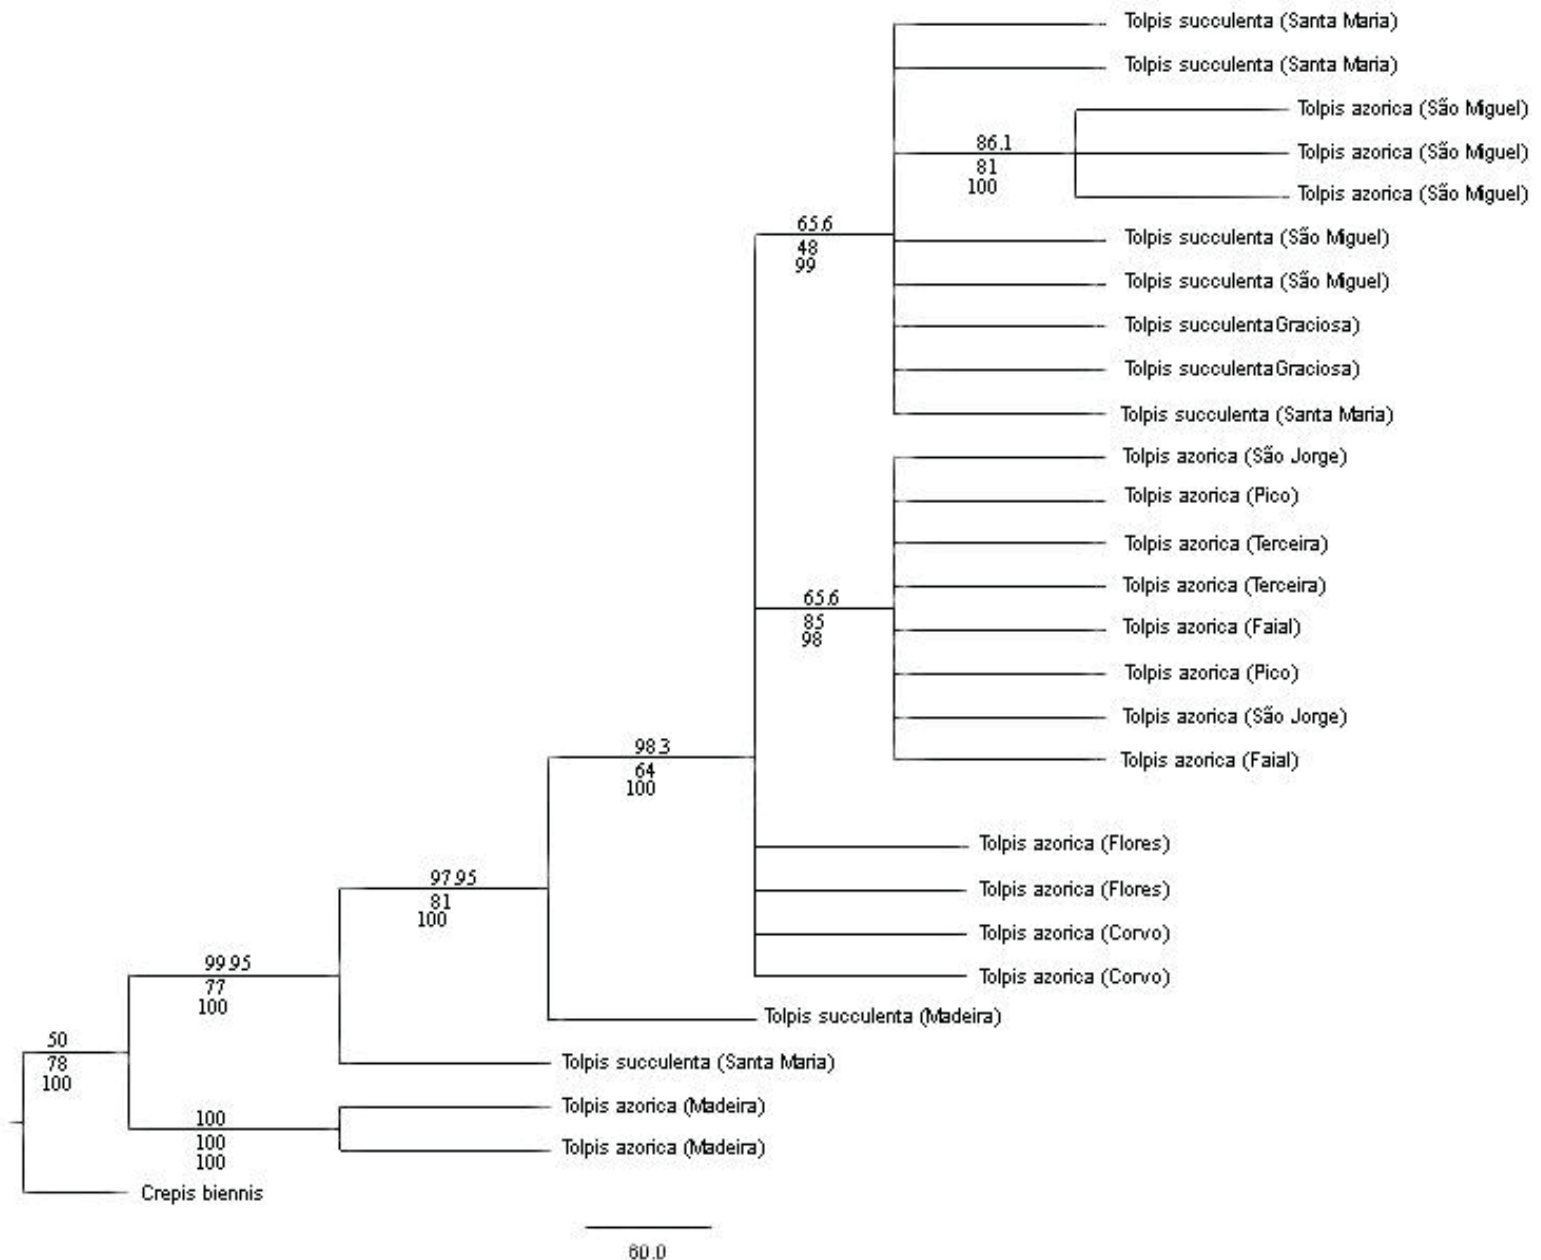 Tolpis succulenta (Santa Maria)
Tolpis succulenta (Santa Maria)
Tolpis azorica (São Miguel)
86.1
Tolpis azorica (São Miguel)
81
100
Tolpis azorica (São Miguel)
65.6
48
99
Tolpis succulenta (São Miguel)
Tolpis succulenta (São Miguel)
Tolpis succulentaGraciosa)
Tolpis succulentaGraciosa)
Tolpis succulenta (Santa Maria)
Tolpis azorica (São Jorge)
Tolpis azorica (Pico)
Tolpis azorica (Terceira)
Tolpis azorica (Terceira)
65.6
85
98
Tolpis azorica (Faial)
Tolpis azorica (Pico)
Tolpis azorica (São Jorge)
98.3
64
100
Tolpis azorica (Faial)
Tolpis azorica (Flores)
97.95
81
100
Tolpis azorica (Flores)
Tolpis azorica (Corvo)
99.95
77
100
Tolpis azorica (Corvo)
Tolpis succulenta (Madeira)
50
78
100
Tolpis succulenta (Santa Maria)
Tolpis azorica (Madeira)
100
100
100
Tolpis azorica (Madeira)
Crepis biennis
60.0